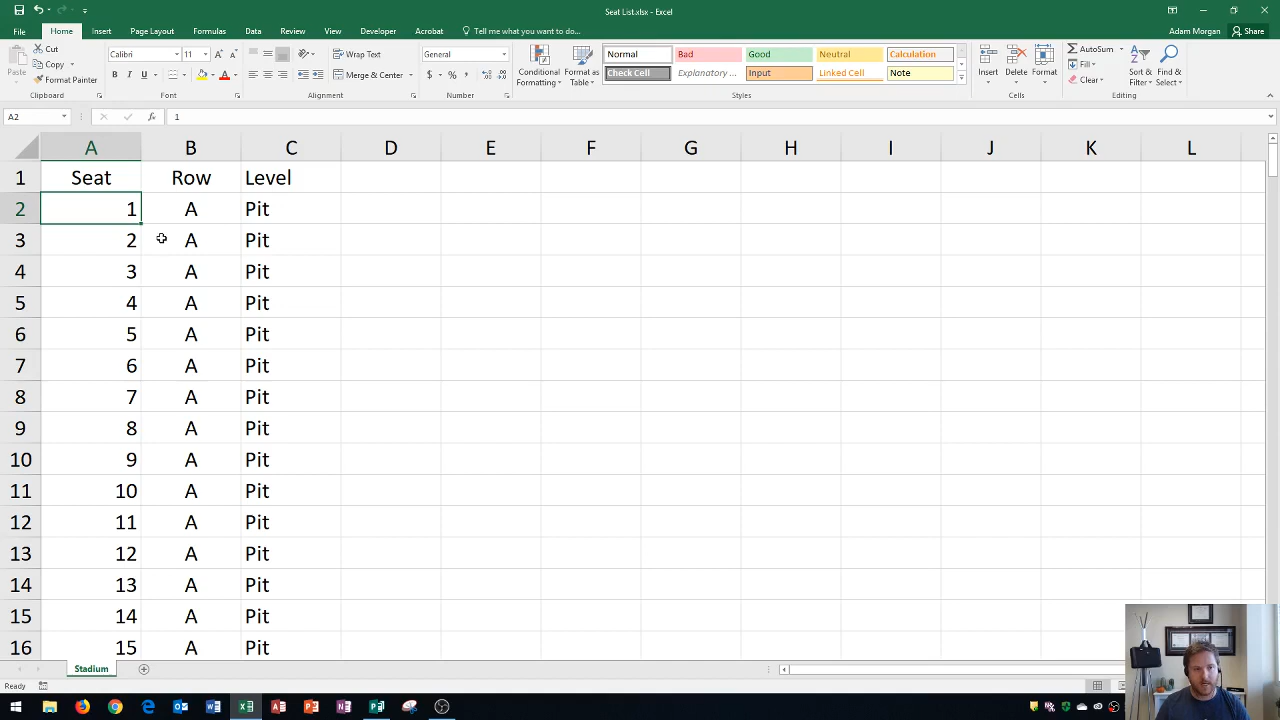 Seat List.xlsx - Excel
File Home Insert Page Layout Formulas Data Review View Developer Acrobat Tell me what you want to do... Adam Morgan Share
Paste Cut Calibri 11 A A Wrap Text General Conditional Formatting Format as Table Normal Bad Good Neutral Calculation Insert Delete Format AutoSum Sort & Filter Find & Select
Copy Fill
Format Painter B I U Merge & Center $ % , Check Cell Explanatory ... Input Linked Cell Note Clear
Clipboard Font Alignment Number Styles Cells Editing
A2 fx 1
A B C D E F G H I J K L
1 Seat Row Level
2 1 A Pit
3 2 A Pit
4 3 A Pit
5 4 A Pit
6 5 A Pit
7 6 A Pit
8 7 A Pit
9 8 A Pit
10 9 A Pit
11 10 A Pit
12 11 A Pit
13 12 A Pit
14 13 A Pit
15 14 A Pit
16 15 A Pit
Stadium
Ready